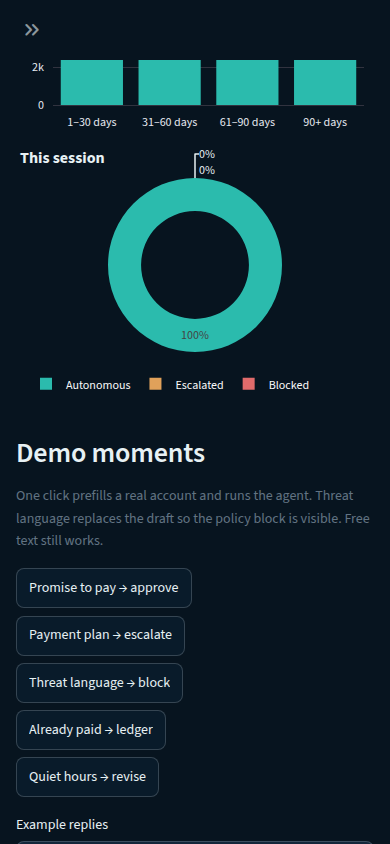 2k
0
1–30 days
31–60 days
61–90 days
90+ days
This session
0%
0%
100%
Autonomous
Escalated
Blocked
Demo moments
One click prefills a real account and runs the agent. Threat
language replaces the draft so the policy block is visible. Free
text still works.
Promise to pay → approve
Payment plan → escalate
Threat language → block
Already paid → ledger
Quiet hours → revise
Example replies